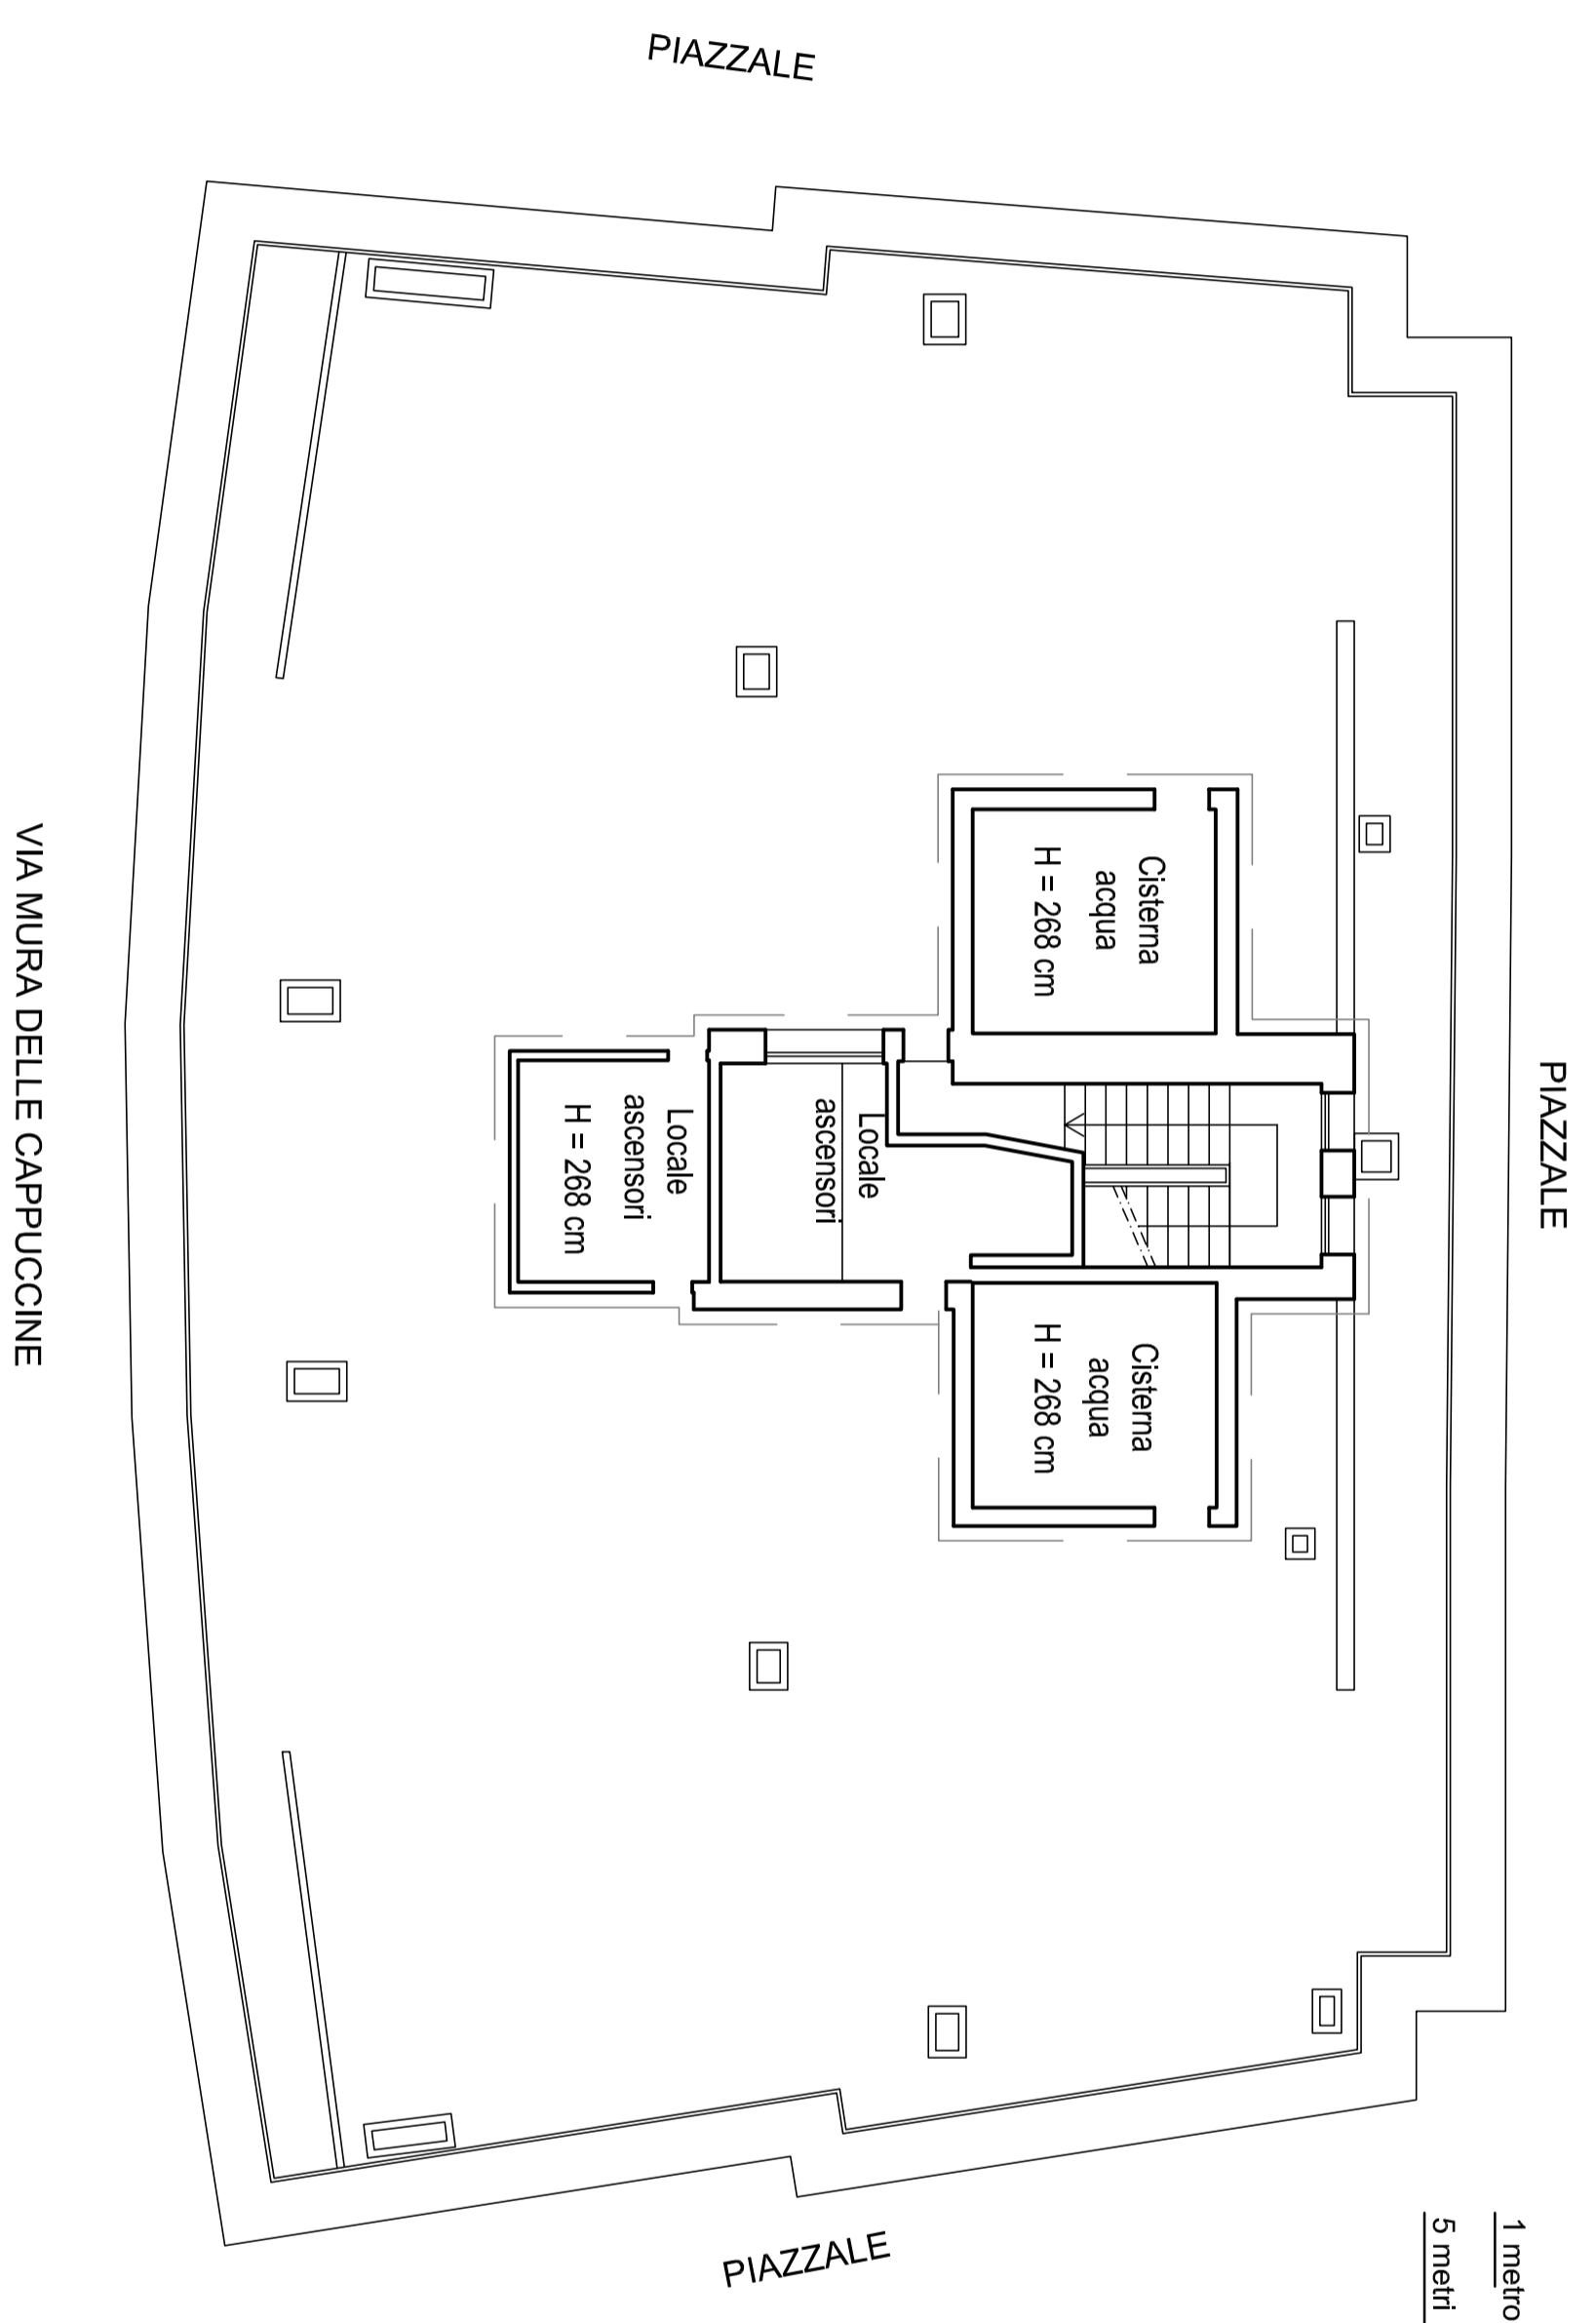 PIAZZALE
PIAZZALE
Cisterna
acqua
H = 268 cm
Locale
ascensori
Locale
ascensori
H = 268 cm
Cisterna
acqua
H = 268 cm
VIA MURA DELLE CAPPUCCINE
PIAZZALE
1 metro
5 metri